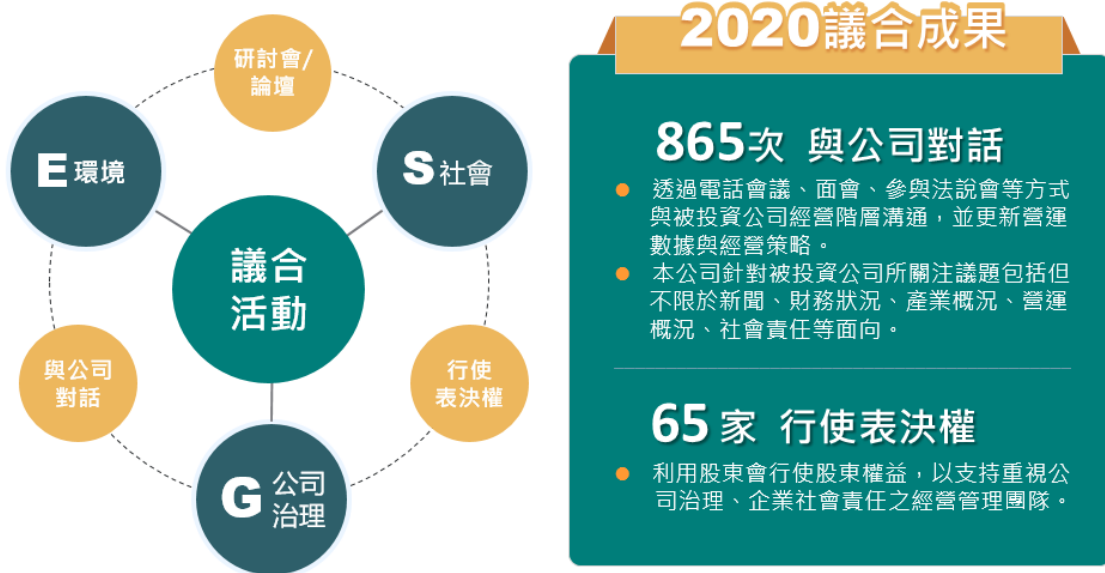 研討會/
論壇
E 環境
S 社會
議合
活動
與公司
對話
行使
表決權
G 公司
治理
2020議合成果
865次 與公司對話
透過電話會議、面會、參與法說會等方式
與被投資公司經營階層溝通，並更新營運
數據與經營策略。
本公司針對被投資公司所關注議題包括但
不限於新聞、財務狀況、產業概況、營運
概況、社會責任等面向。
65 家 行使表決權
利用股東會行使股東權益，以支持重視公
司治理、企業社會責任之經營管理團隊。